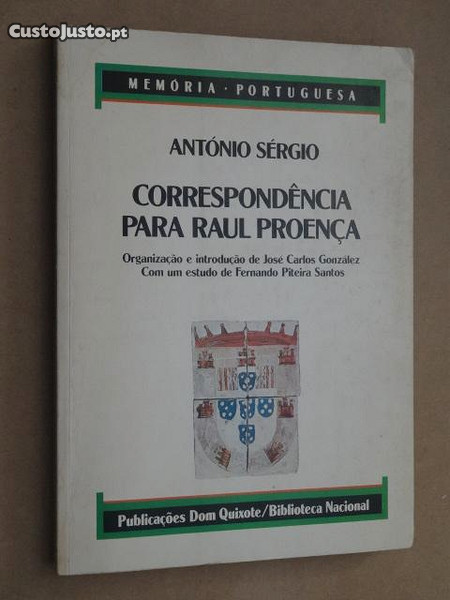 CustoJusto.pt
MEMÓRIA · PORTUGUESA
ANTÓNIO SÉRGIO
CORRESPONDÊNCIA
PARA RAUL PROENÇA
Organização e introdução de José Carlos González
Com um estudo de Fernando Piteira Santos
Publicações Dom Quixote/Biblioteca Nacional